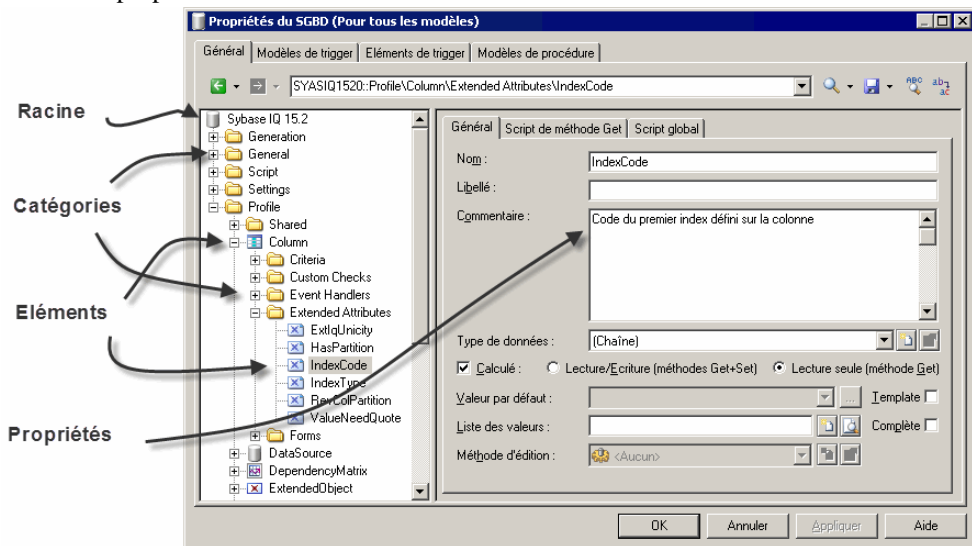 Propriétés du SGBD (Pour tous les modèles)
Général Modèles de trigger Eléments de trigger Modèles de procédure
SYASIQ1520::Profile\Column\Extended Attributes\IndexCode
Racine
Catégories
Eléments
Propriétés
Sybase IQ 15.2
Generation
General
Script
Settings
Profile
Shared
Column
Criteria
Custom Checks
Event Handlers
Extended Attributes
ExtIqUnicity
HasPartition
IndexCode
IndexType
RevColPartition
ValueNeedQuote
Forms
DataSource
DependencyMatrix
ExtendedObject
Général Script de méthode Get Script global
Nom : IndexCode
Libellé :
Commentaire : Code du premier index défini sur la colonne
Type de données : (Chaîne)
Calculé : Lecture/Ecriture (méthodes Get+Set) Lecture seule (méthode Get)
Valeur par défaut : ... Template
Liste des valeurs : Complète
Méthode d'édition : <Aucun>
OK Annuler Appliquer Aide